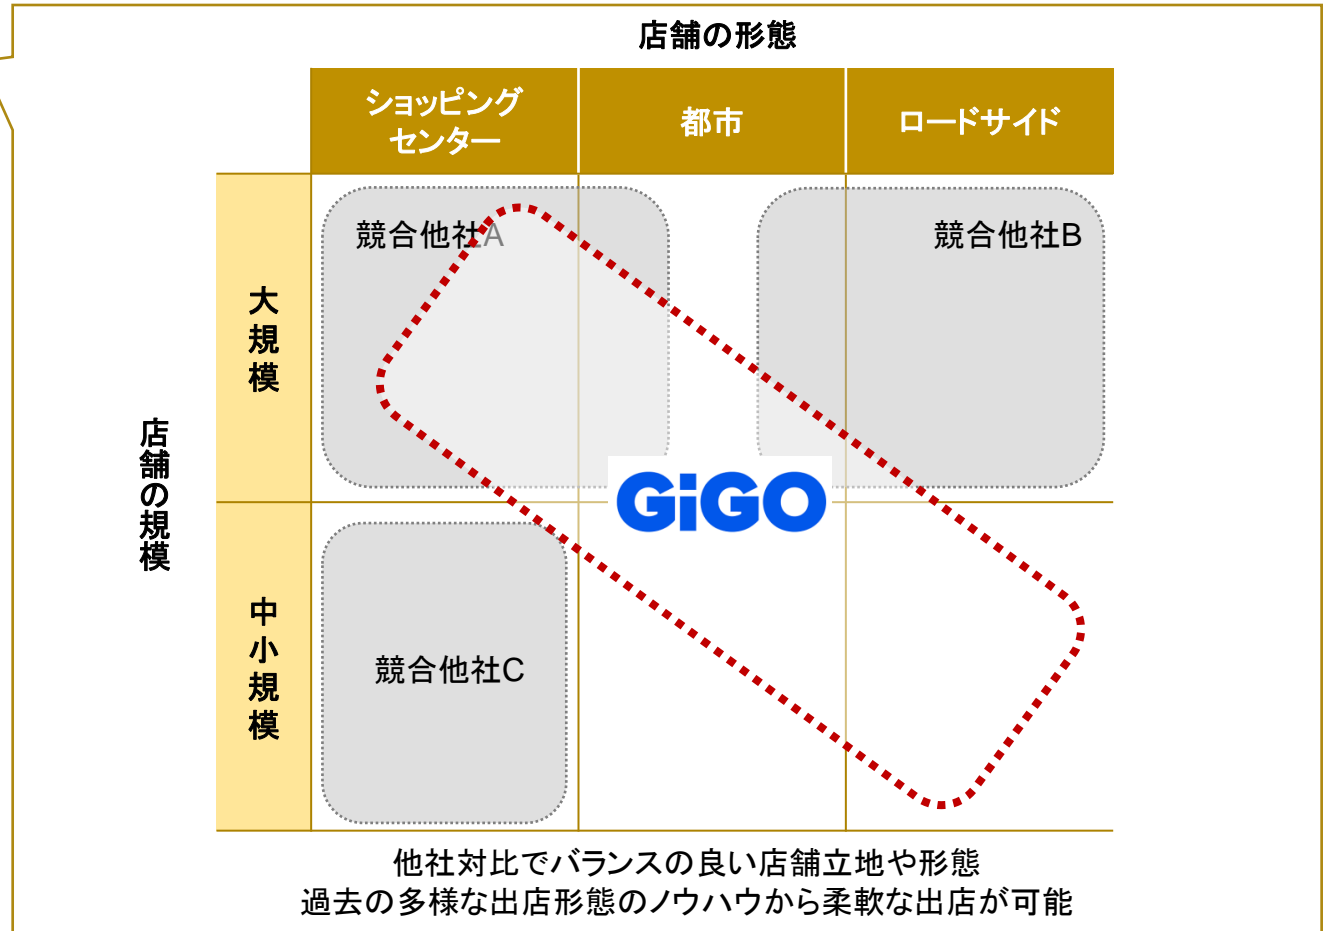 店舗の形態
ショッピング
センター
都市
ロードサイド
店舗の規模
大規模
競合他社A
競合他社B
GiGO
中小規模
競合他社C
他社対比でバランスの良い店舗立地や形態
過去の多様な出店形態のノウハウから柔軟な出店が可能